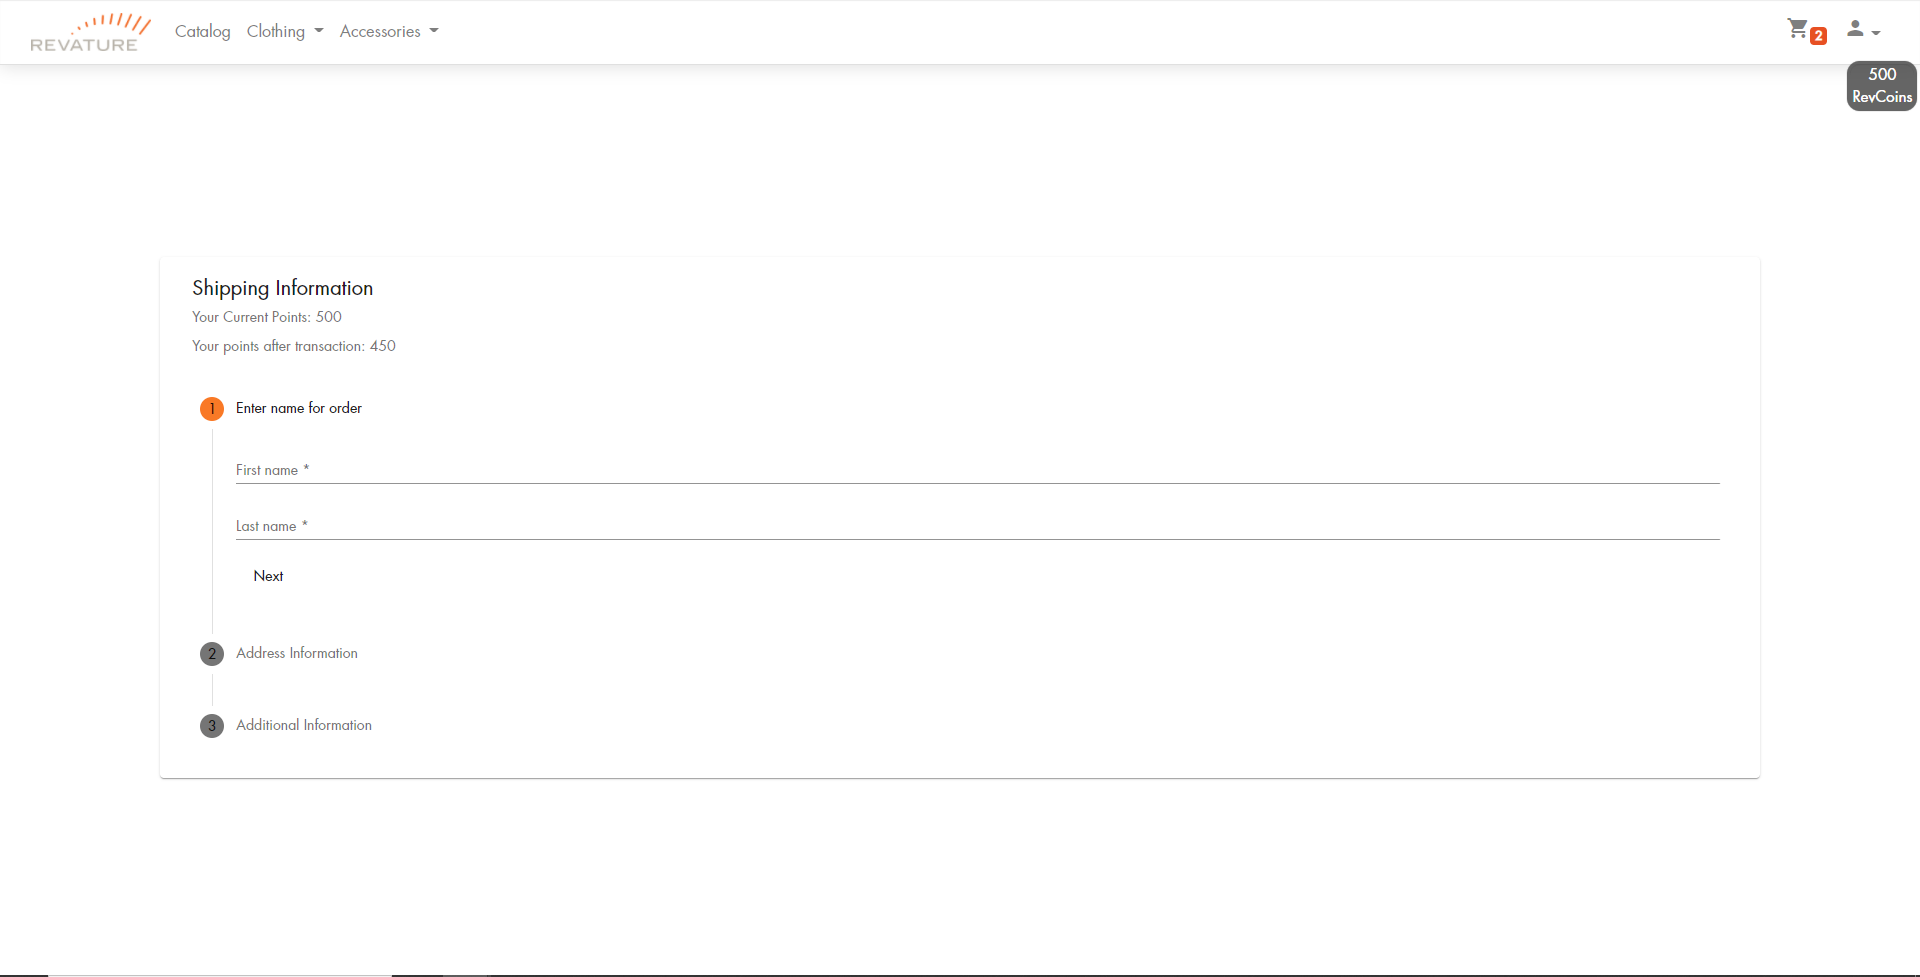 REVATURE
Catalog Clothing Accessories
2
500
RevCoins
Shipping Information
Your Current Points: 500
Your points after transaction: 450
1 Enter name for order
First name *
Last name *
Next
2 Address Information
3 Additional Information